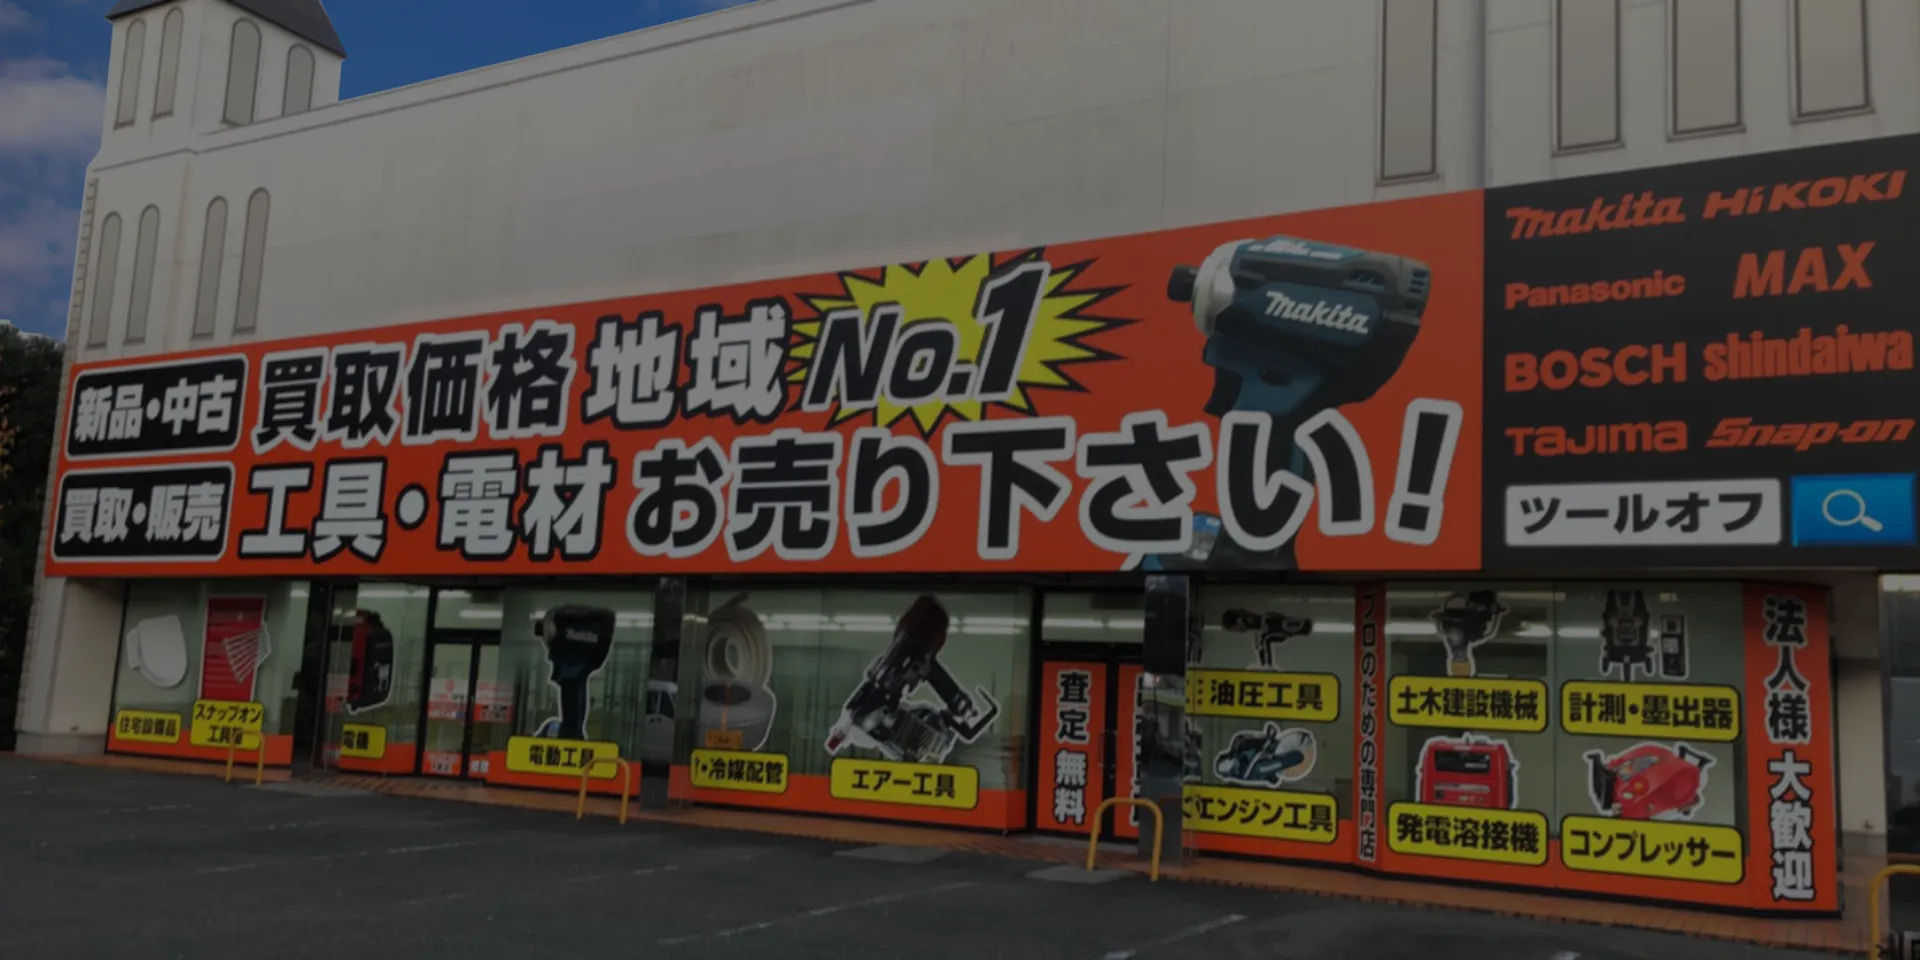 新品・中古
買取価格 地域 No.1
買取・販売
工具・電材 お売り下さい!
makita
makita HiKOKI
Panasonic MAX
BOSCH shindaiwa
TAJIMA Snap-on
ツールオフ
住宅設備品
スナップオン
工具
電機
makita
電動工具
・冷媒配管
エアー工具
査定 無料
油圧工具
エンジン工具
プロのための専門店
土木建設機械
計測・墨出器
発電溶接機
コンプレッサー
法人様 大歓迎